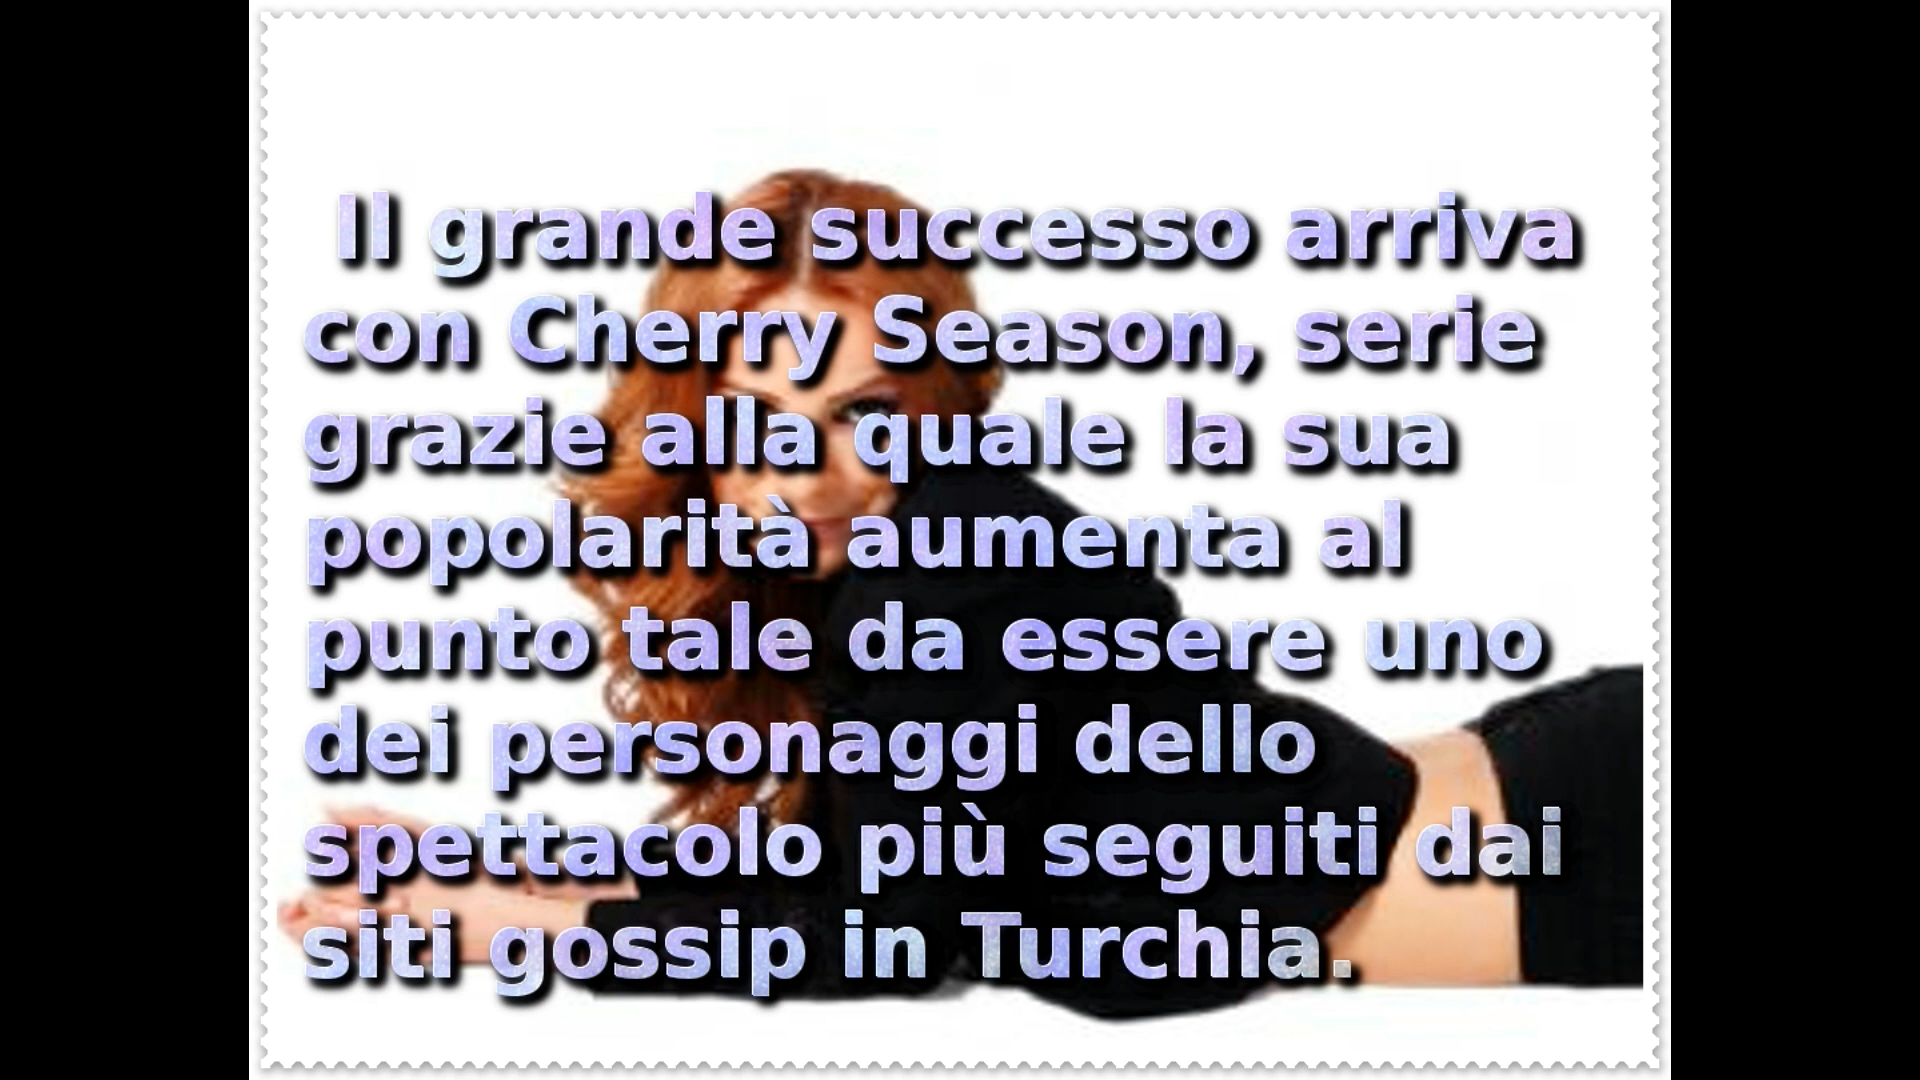 Il grande successo arriva
con Cherry Season, serie
grazie alla quale la sua
popolarità aumenta al
punto tale da essere uno
dei personaggi dello
spettacolo più seguiti dai
siti gossip in Turchia.